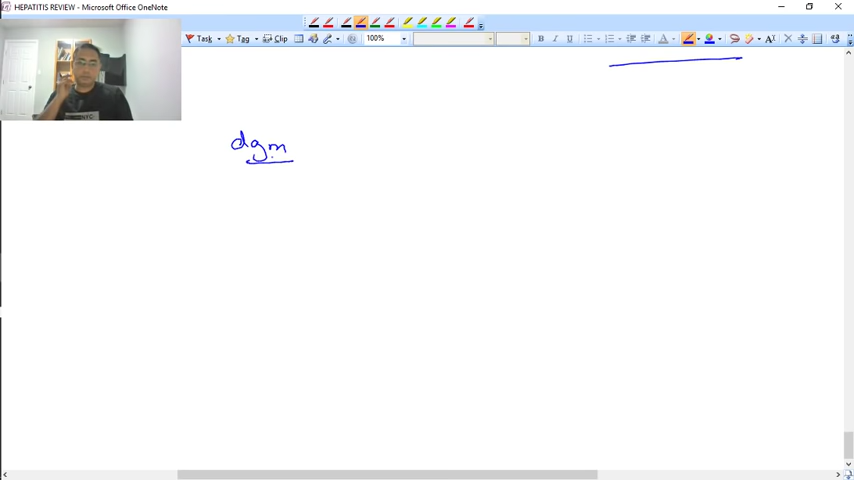 HEPATITIS REVIEW - Microsoft Office OneNote
Task Tag Clip 100% B I U
dgm